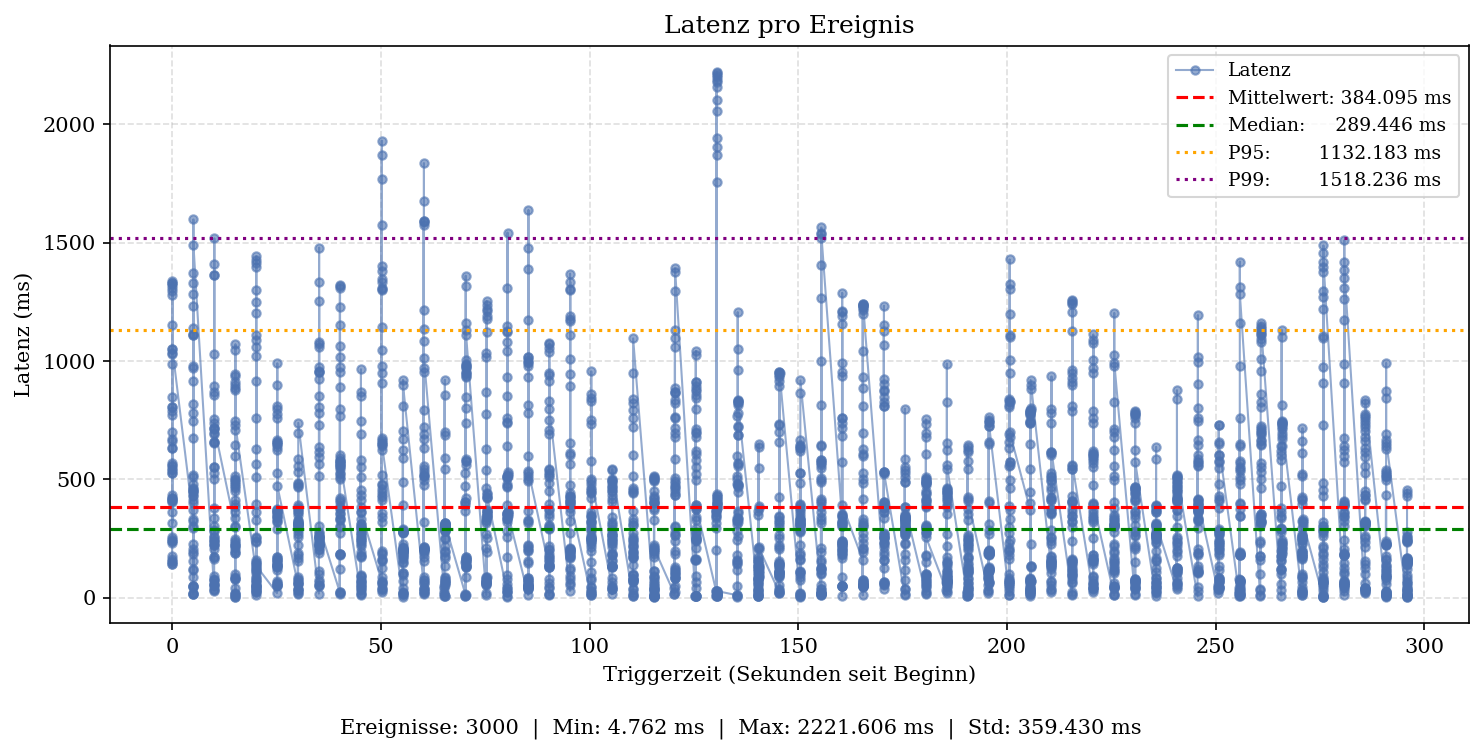 Latenz pro Ereignis
Latenz (ms)
2000
1500
1000
500
0
Latenz
Mittelwert: 384.095 ms
Median: 289.446 ms
P95: 1132.183 ms
P99: 1518.236 ms
0 50 100 150 200 250 300
Triggerzeit (Sekunden seit Beginn)
Ereignisse: 3000 | Min: 4.762 ms | Max: 2221.606 ms | Std: 359.430 ms